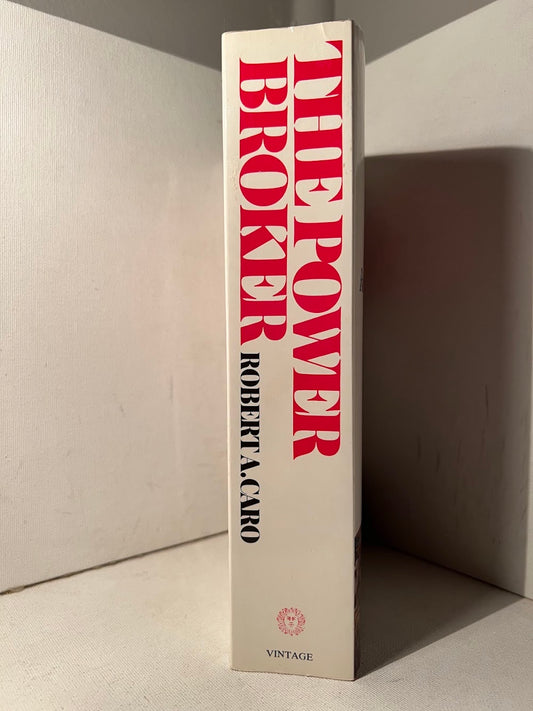 THE POWER
BROKER
ROBERT A. CARO
VINTAGE